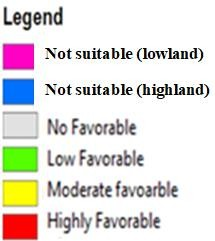 Legend
Not suitable (lowland)
Not suitable (highland)
No Favorable
Low Favorable
Moderate favoarble
Highly Favorable